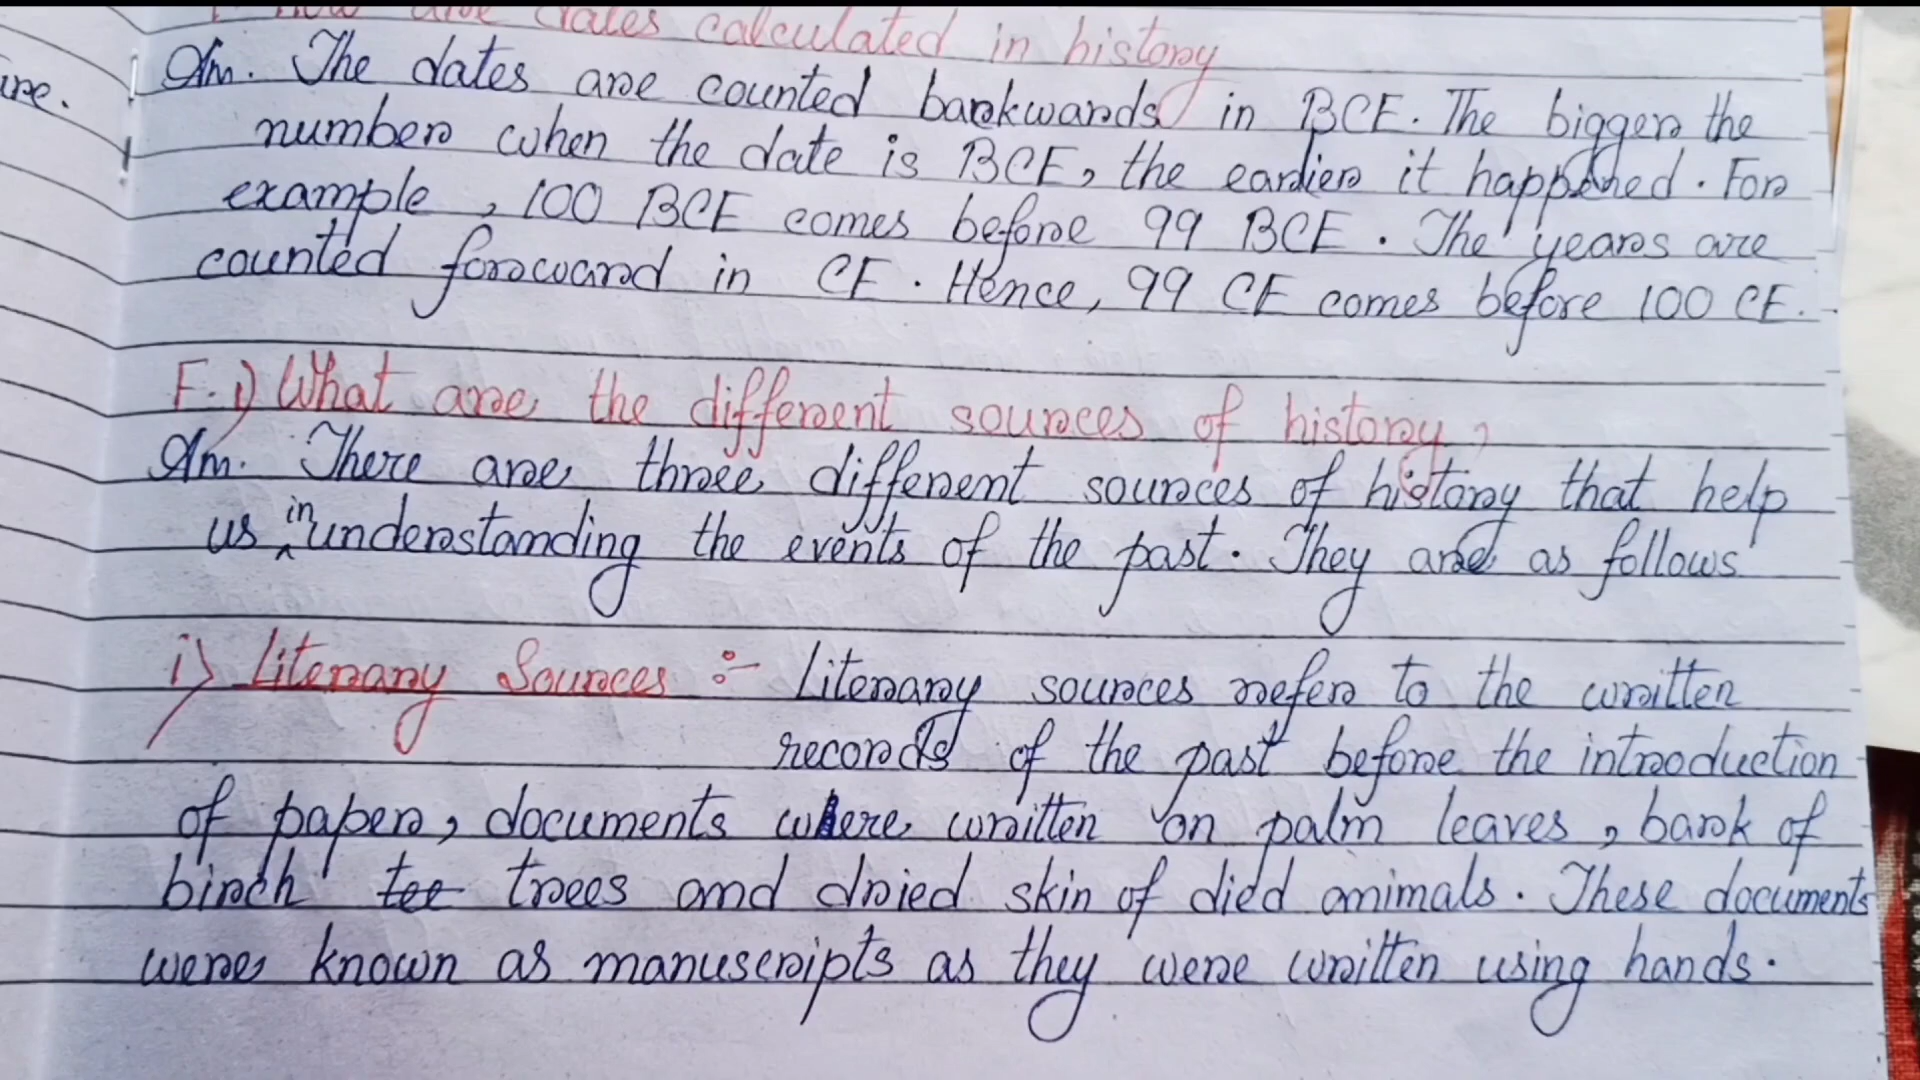 dates calculated in history
ure.
Ans. The dates are counted backwards in BCE. The bigger the
number when the date is BCE, the earlier it happened. For
example, 100 BCE comes before 99 BCE. The years are
counted forward in CE. Hence, 99 CE comes before 100 CE.
F. i) What are the different sources of history,
Ans. There are three different sources of history that help
us in understanding the events of the past. They are as follows
i) Literary Sources :- Literary sources refer to the written
records of the past before the introduction
of paper, documents where written on palm leaves, bark of
birch tee trees and dried skin of died animals. These documents
were known as manuscripts as they were written using hands.